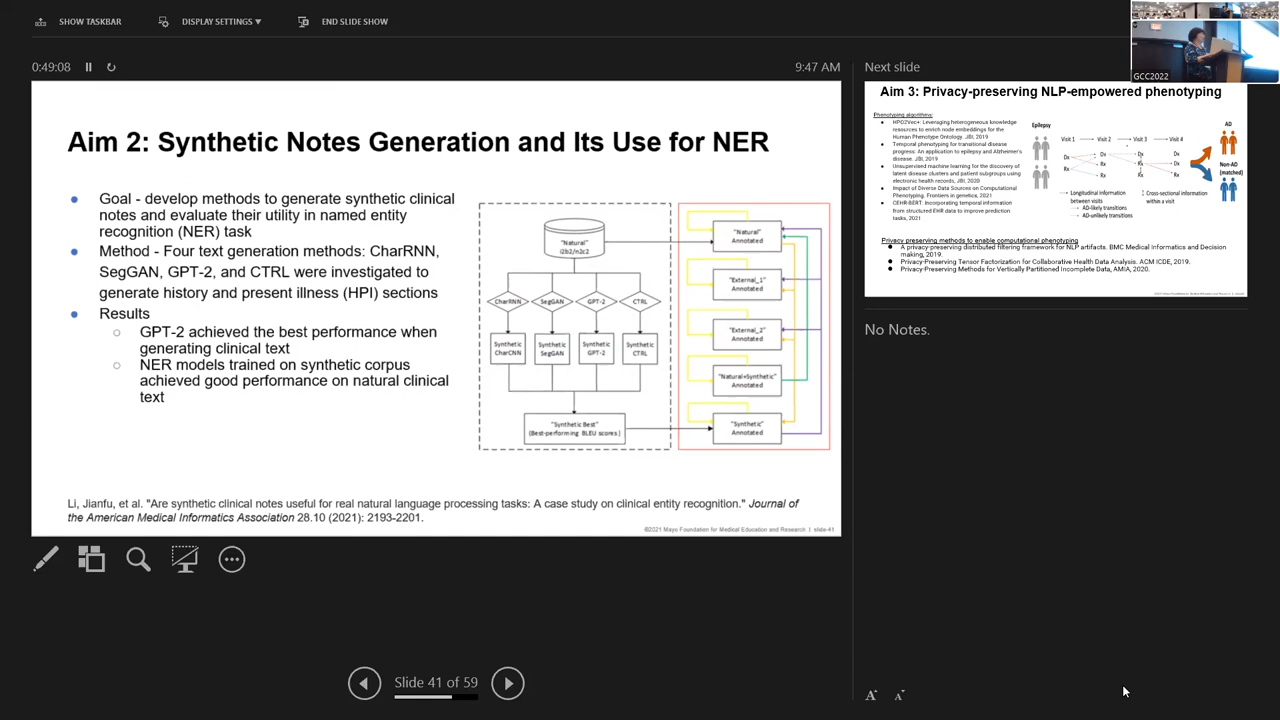 SHOW TASKBAR
DISPLAY SETTINGS ▼
END SLIDE SHOW
0:49:08
9:47 AM
Next slide
GCC2022
Aim 2: Synthetic Notes Generation and Its Use for NER
Goal - develop methods to generate synthetic clinical
notes and evaluate their utility in named entity
recognition (NER) task
Method - Four text generation methods: CharRNN,
SegGAN, GPT-2, and CTRL were investigated to
generate history and present illness (HPI) sections
Results
GPT-2 achieved the best performance when
generating clinical text
NER models trained on synthetic corpus
achieved good performance on natural clinical
text
"Natural"
i2b2/n2c2
CharRNN
SegGAN
GPT-2
CTRL
Synthetic
CharCNN
Synthetic
SegGAN
Synthetic
GPT-2
Synthetic
CTRL
"Synthetic Best"
(Best-performing BLEU scores)
"Natural"
Annotated
"External_1"
Annotated
"External_2"
Annotated
"Natural+Synthetic"
Annotated
"Synthetic"
Annotated
Li, Jianfu, et al. "Are synthetic clinical notes useful for real natural language processing tasks: A case study on clinical entity recognition." Journal of
the American Medical Informatics Association 28.10 (2021): 2193-2201.
©2021 Mayo Foundation for Medical Education and Research | slide-41
Aim 3: Privacy-preserving NLP-empowered phenotyping
Phenotyping algorithms:
HPO2Vec+: Leveraging heterogeneous knowledge
resources to enrich node embeddings for the
Human Phenotype Ontology. JBI, 2019
Temporal phenotyping for transitional disease
progress: An application to epilepsy and Alzheimer's
disease. JBI, 2019
Unsupervised machine learning for the discovery of
latent disease clusters and patient subgroups using
electronic health records, JBI, 2020
Impact of Diverse Data Sources on Computational
Phenotyping. Frontiers in genetics, 2021
CEHR-BERT: Incorporating temporal information
from structured EHR data to improve prediction
tasks, 2021
Epilepsy
Visit 1
Visit 2
Visit 3
Visit 4
AD
Non-AD
(matched)
Dx
Rx
Dx
Rx
Rx
Dx
Rx
Rx
Dx
Dx
Rx
Longitudinal information
between visits
AD-likely transitions
AD-unlikely transitions
Cross-sectional information
within a visit
Privacy preserving methods to enable computational phenotyping
A privacy-preserving distributed filtering framework for NLP artifacts. BMC Medical Informatics and Decision
making, 2019.
Privacy-Preserving Tensor Factorization for Collaborative Health Data Analysis. ACM ICDE, 2019.
Privacy-Preserving Methods for Vertically Partitioned Incomplete Data, AMIA, 2020.
No Notes.
Slide 41 of 59
A
A